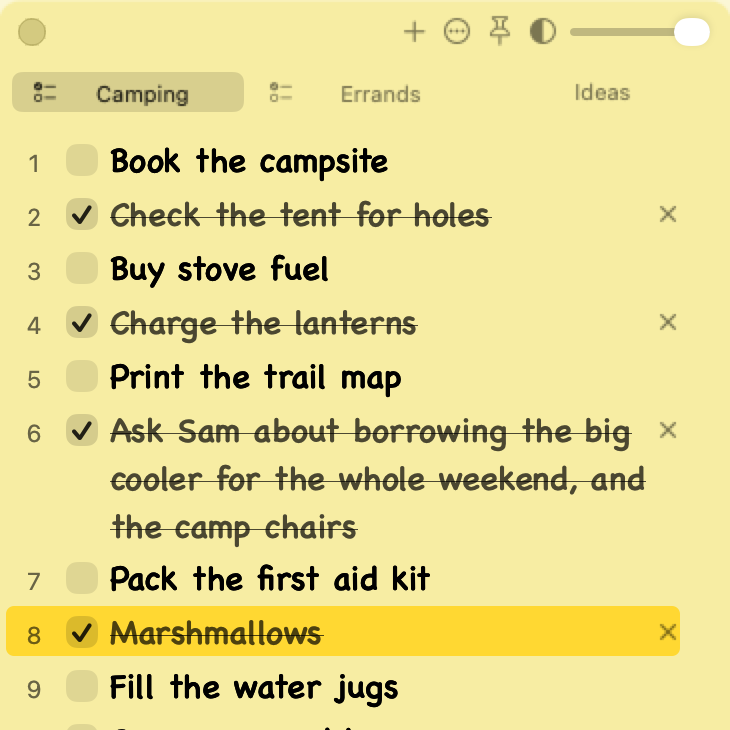 Camping Errands Ideas
1 Book the campsite
2 Check the tent for holes
3 Buy stove fuel
4 Charge the lanterns
5 Print the trail map
6 Ask Sam about borrowing the big
cooler for the whole weekend, and
the camp chairs
7 Pack the first aid kit
8 Marshmallows
9 Fill the water jugs